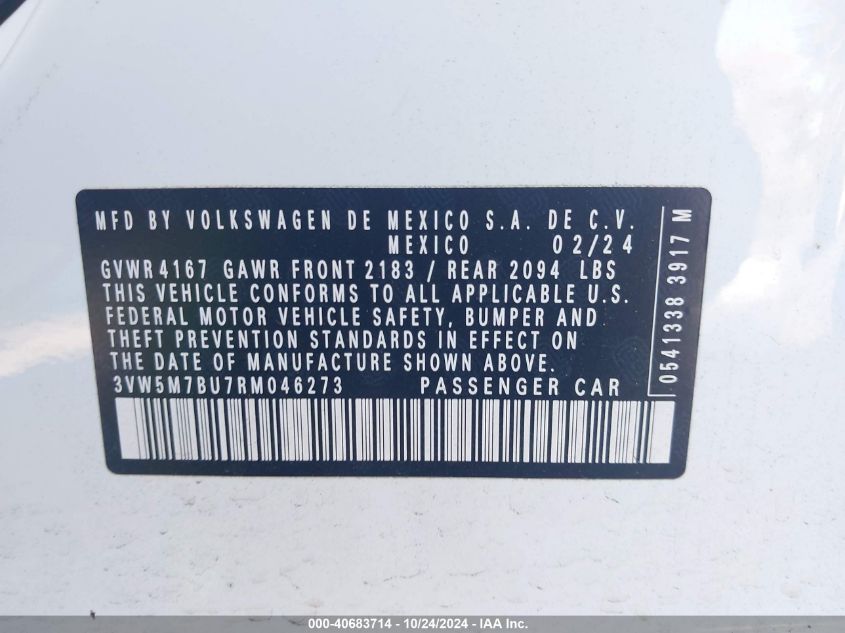 MFD BY VOLKSWAGEN DE MEXICO S.A. DE C.V.
MEXICO 02/24
GVWR 4167 GAWR FRONT 2183 / REAR 2094 LBS
THIS VEHICLE CONFORMS TO ALL APPLICABLE U.S.
FEDERAL MOTOR VEHICLE SAFETY, BUMPER AND
THEFT PREVENTION STANDARDS IN EFFECT ON
THE DATE OF MANUFACTURE SHOWN ABOVE.
3VW5M7BU7RM046273 PASSENGER CAR
0541338 3917 M
000-40683714 - 10/24/2024 - IAA Inc.